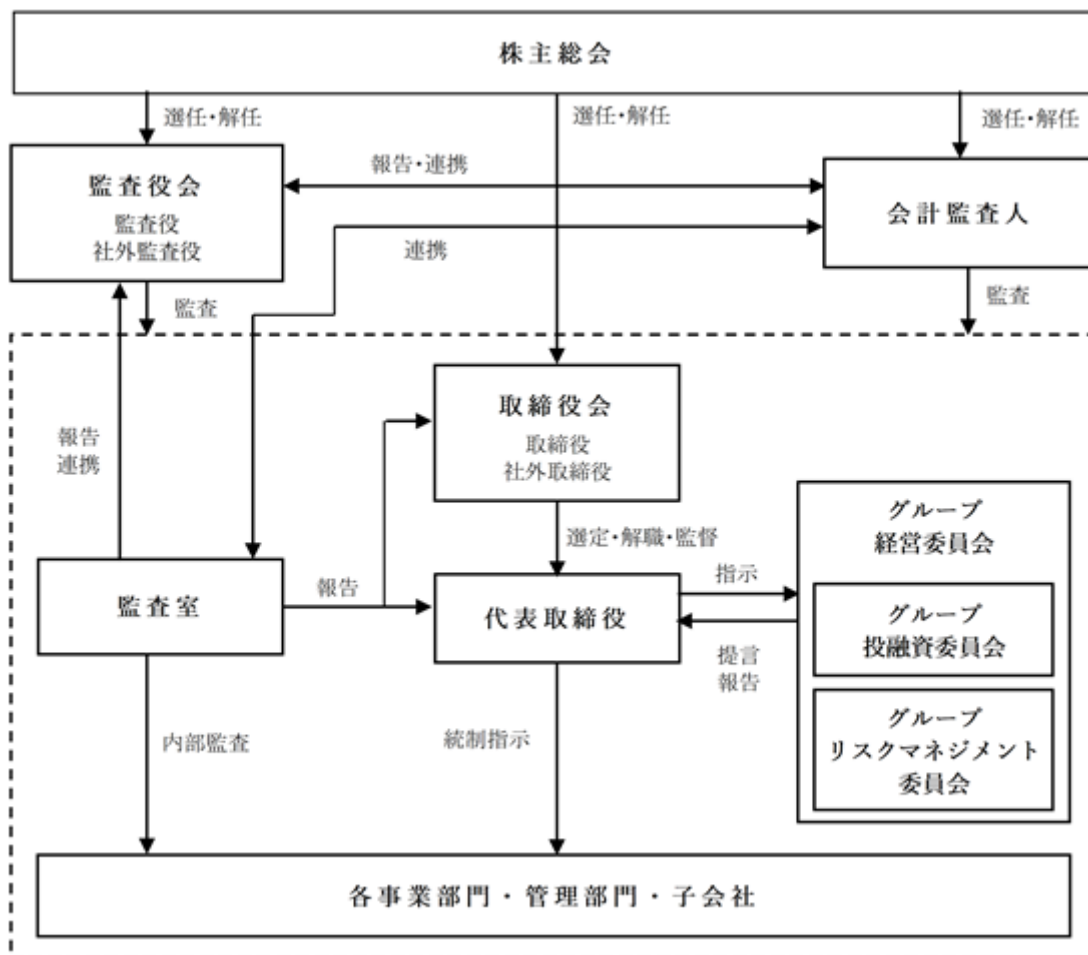 株主総会
選任・解任
選任・解任
選任・解任
監査役会
監査役
社外監査役
報告・連携
会計監査人
連携
監査
監査
取締役会
取締役
社外取締役
報告
連携
選定・解職・監督
グループ
経営委員会
監査室
報告
代表取締役
指示
提言
報告
グループ
投融資委員会
グループ
リスクマネジメント
委員会
内部監査
統制指示
各事業部門・管理部門・子会社